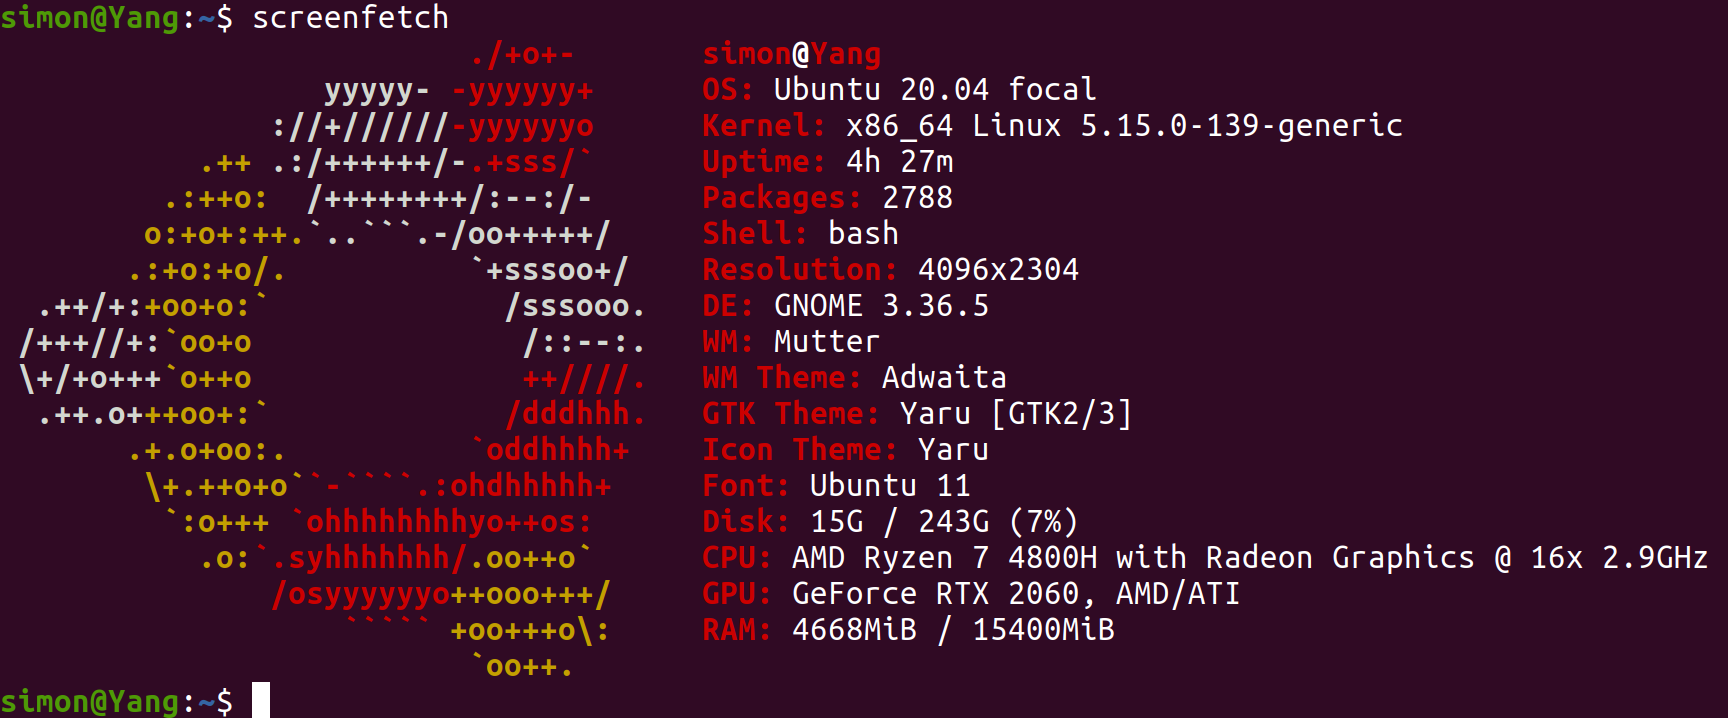 simon@Yang:~$ screenfetch
                          ./+o+-       simon@Yang
                  yyyyy- -yyyyyy+      OS: Ubuntu 20.04 focal
               ://+//////-yyyyyyo      Kernel: x86_64 Linux 5.15.0-139-generic
           .++ .:/++++++/-.+sss/`      Uptime: 4h 27m
         .:++o:  /++++++++/:--:/-      Packages: 2788
        o:+o+:++.`..```.-/oo+++++/     Shell: bash
       .:+o:+o/.          `+sssoo+/    Resolution: 4096x2304
  .++/+:+oo+o:`             /sssooo.   DE: GNOME 3.36.5
 /+++//+:`oo+o               /::--:.   WM: Mutter
 \+/+o+++`o++o               ++////.   WM Theme: Adwaita
  .++.o+++oo+:`             /dddhhh.   GTK Theme: Yaru [GTK2/3]
       .+.o+oo:.          `oddhhhh+    Icon Theme: Yaru
        \+.++o+o``-````.:ohdhhhhh+     Font: Ubuntu 11
         `:o+++ `ohhhhhhhhyo++os:      Disk: 15G / 243G (7%)
           .o:`.syhhhhhhh/.oo++o`      CPU: AMD Ryzen 7 4800H with Radeon Graphics @ 16x 2.9GHz
               /osyyyyyyo++ooo+++/     GPU: GeForce RTX 2060, AMD/ATI
                   ````` +oo+++o\:     RAM: 4668MiB / 15400MiB
                          `oo++.
simon@Yang:~$